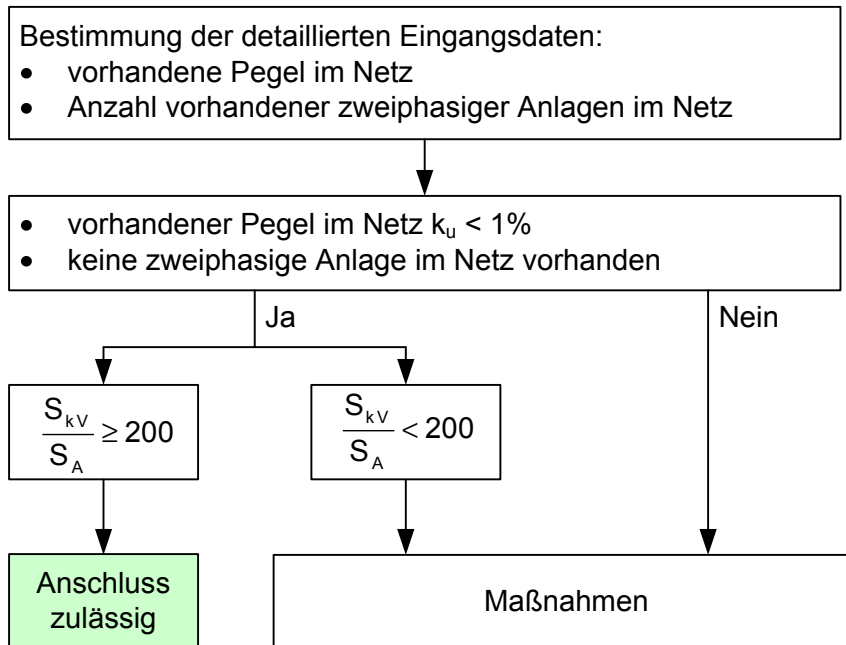 Bestimmung der detaillierten Eingangsdaten:
• vorhandene Pegel im Netz
• Anzahl vorhandener zweiphasiger Anlagen im Netz
• vorhandener Pegel im Netz kᵤ < 1%
• keine zweiphasige Anlage im Netz vorhanden
Ja
Nein
S_kV / S_A ≥ 200
S_kV / S_A < 200
Anschluss
zulässig
Maßnahmen